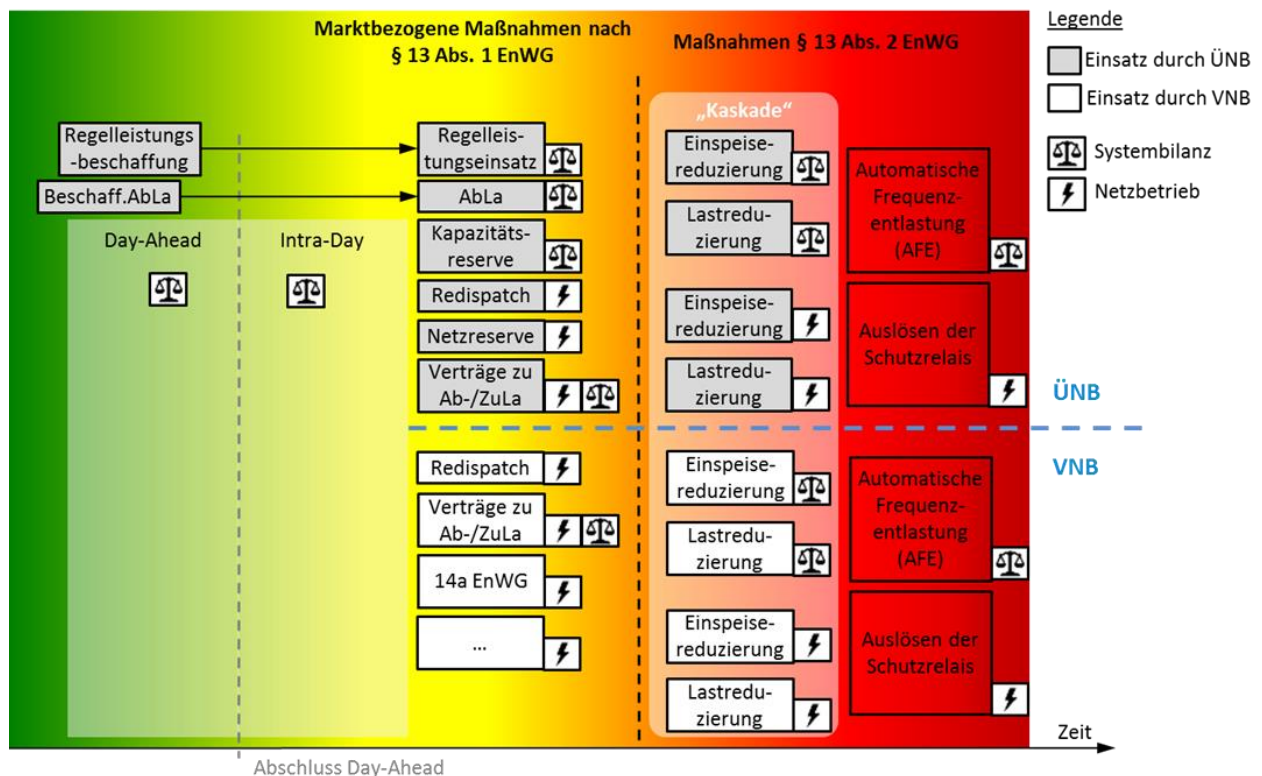 Marktbezogene Maßnahmen nach
§ 13 Abs. 1 EnWG
Maßnahmen § 13 Abs. 2 EnWG
Legende
Einsatz durch ÜNB
Einsatz durch VNB
Systembilanz
Netzbetrieb
Regelleistungs
-beschaffung
Beschaff.AbLa
Day-Ahead
Intra-Day
Regelleis-
tungseinsatz
AbLa
Kapazitäts-
reserve
Redispatch
Netzreserve
Verträge zu
Ab-/ZuLa
„Kaskade“
Einspeise-
reduzierung
Lastredu-
zierung
Einspeise-
reduzierung
Lastredu-
zierung
Automatische
Frequenz-
entlastung
(AFE)
Auslösen der
Schutzrelais
ÜNB
VNB
Redispatch
Verträge zu
Ab-/ZuLa
14a EnWG
...
Einspeise-
reduzierung
Lastredu-
zierung
Einspeise-
reduzierung
Lastredu-
zierung
Automatische
Frequenz-
entlastung
(AFE)
Auslösen der
Schutzrelais
Zeit
Abschluss Day-Ahead